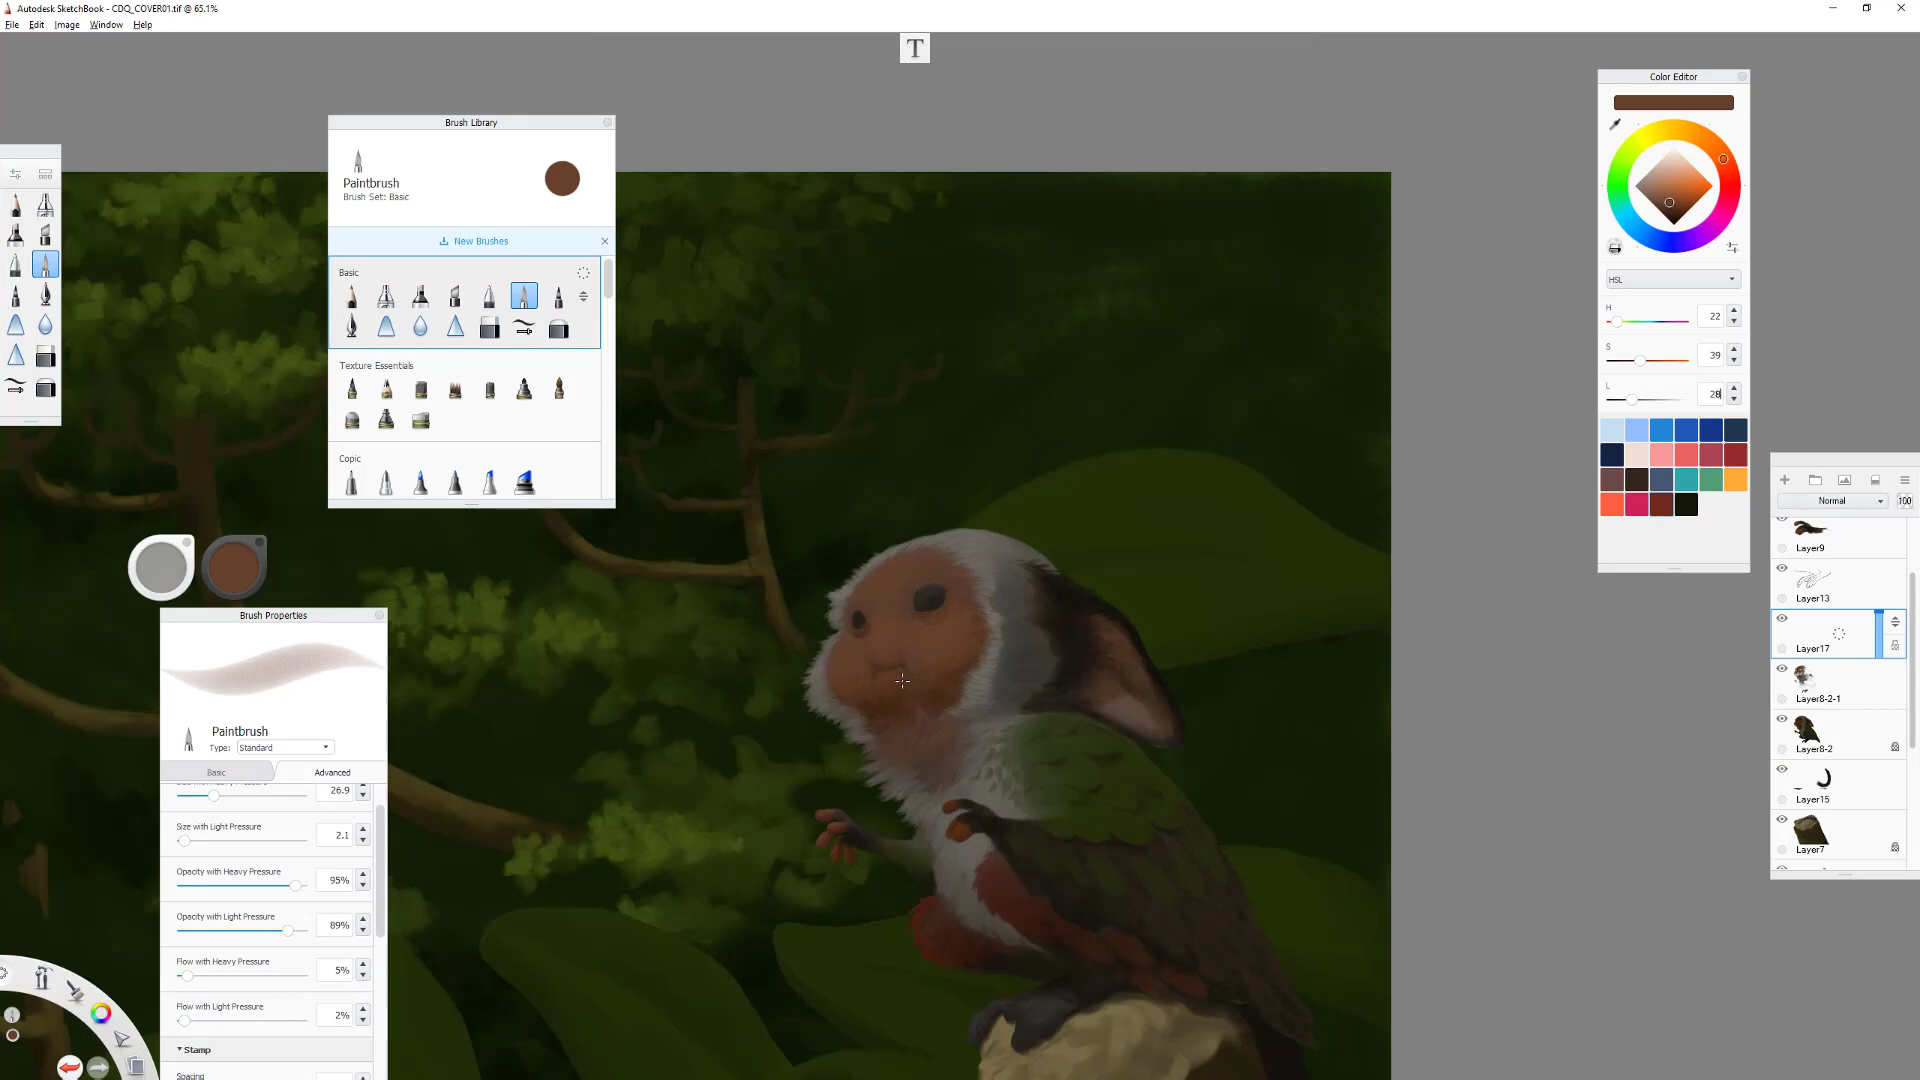 Autodesk SketchBook - CDQ_COVER01.tif @ 65.1%
File Edit Image Window Help
T
Brush Library
Paintbrush
Brush Set: Basic
New Brushes
Basic
Texture Essentials
Copic
Brush Properties
Paintbrush
Type: Standard
Basic Advanced
26.9
Size with Light Pressure
2.1
Opacity with Heavy Pressure
95%
Opacity with Light Pressure
89%
Flow with Heavy Pressure
5%
Flow with Light Pressure
2%
Stamp
Spacing
Color Editor
HSL
H
22
S
39
L
28
Normal 100
Layer9
Layer13
Layer17
Layer8-2-1
Layer8-2
Layer15
Layer7